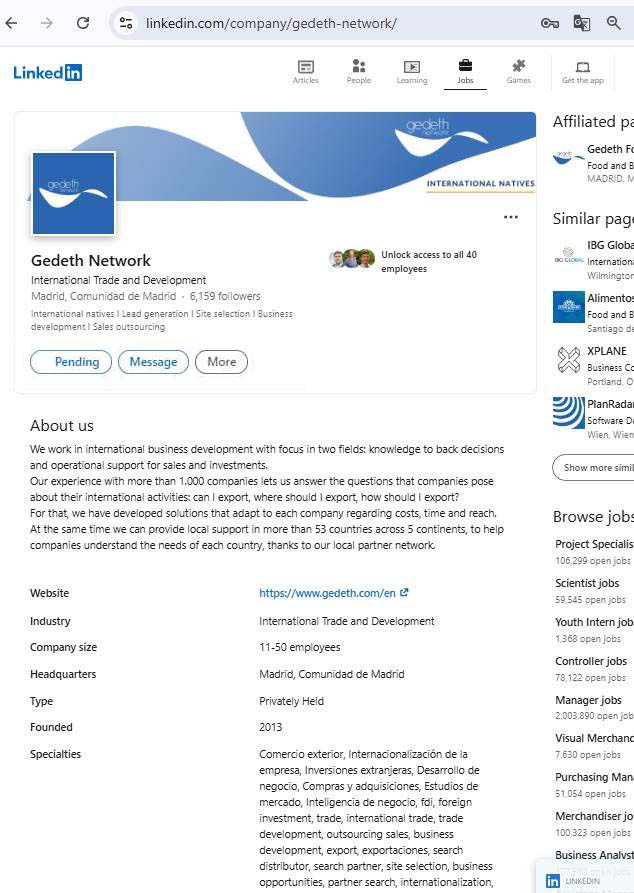 linkedin.com/company/gedeth-network/
Linked in
Articles
People
Learning
Jobs
Games
Get the app
gedeth
network
INTERNATIONAL NATIVES
gedeth
network
Gedeth Network
International Trade and Development
Madrid, Comunidad de Madrid · 6,159 followers
International natives I Lead generation I Site selection I Business
development I Sales outsourcing
Unlock access to all 40
employees
Pending
Message
More
About us
We work in international business development with focus in two fields: knowledge to back decisions
and operational support for sales and investments.
Our experience with more than 1.000 companies lets us answer the questions that companies pose
about their international activities: can I export, where should I export, how should I export?
For that, we have developed solutions that adapt to each company regarding costs, time and reach.
At the same time we can provide local support in more than 53 countries across 5 continents, to help
companies understand the needs of each country, thanks to our local partner network.
Website
https://www.gedeth.com/en
Industry
International Trade and Development
Company size
11-50 employees
Headquarters
Madrid, Comunidad de Madrid
Type
Privately Held
Founded
2013
Specialties
Comercio exterior, Internacionalización de la
empresa, Inversiones extranjeras, Desarrollo de
negocio, Compras y adquisiciones, Estudios de
mercado, Inteligencia de negocio, fdi, foreign
investment, trade, international trade, trade
development, outsourcing sales, business
development, export, exportaciones, search
distributor, search partner, site selection, business
opportunities, partner search, internationalization,
Affiliated pa
gedeth
Gedeth Fo
Food and B
MADRID, M
Similar page
IBG GLOBAL
IBG Globa
Internationa
Wilmington
Alimentos
Food and B
Santiago de
XPLANE
Business Co
Portland, O
PlanRadar
Software De
Wien, Wien
Show more simil
Browse jobs
Project Specialis
106,299 open jobs
Scientist jobs
59,545 open jobs
Youth Intern job
1,368 open jobs
Controller jobs
78,122 open jobs
Manager jobs
2,003,890 open job
Visual Merchand
7,630 open jobs
Purchasing Mana
51,054 open jobs
Merchandiser jo
100,323 open jobs
Business Analyst
in LINKEDIN